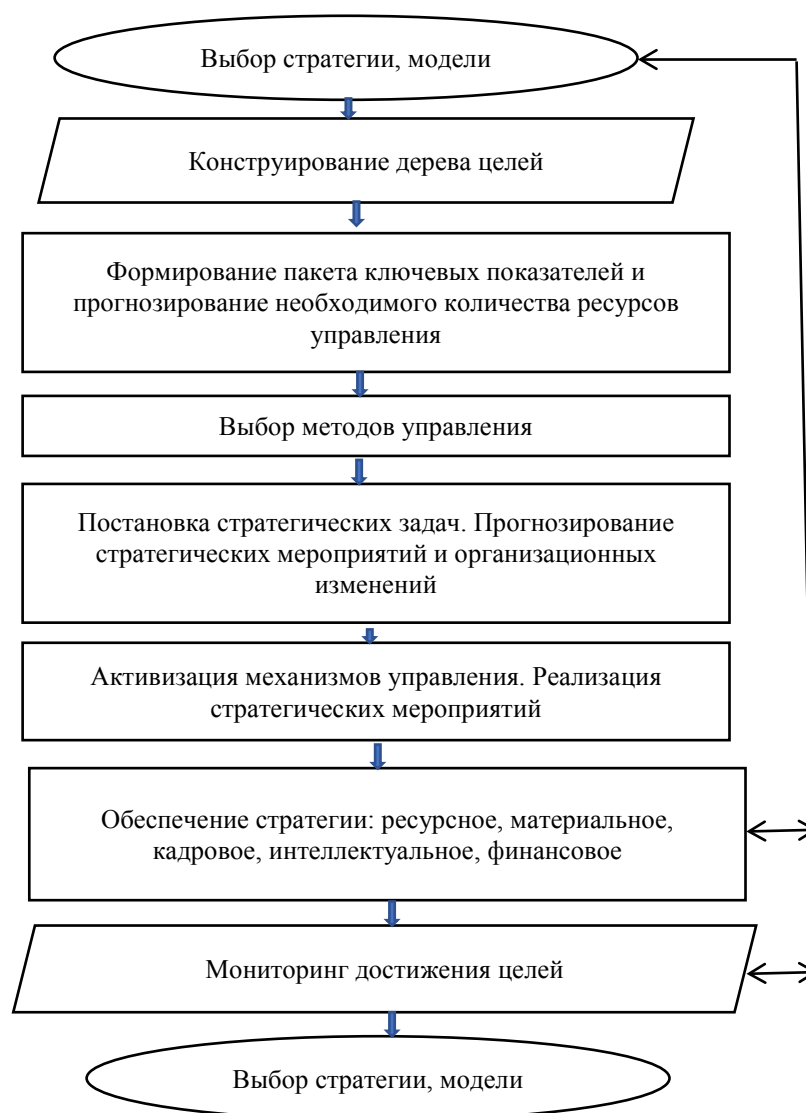 Выбор стратегии, модели
Конструирование дерева целей
Формирование пакета ключевых показателей и
прогнозирование необходимого количества ресурсов
управления
Выбор методов управления
Постановка стратегических задач. Прогнозирование
стратегических мероприятий и организационных
изменений
Активизация механизмов управления. Реализация
стратегических мероприятий
Обеспечение стратегии: ресурсное, материальное,
кадровое, интеллектуальное, финансовое
Мониторинг достижения целей
Выбор стратегии, модели